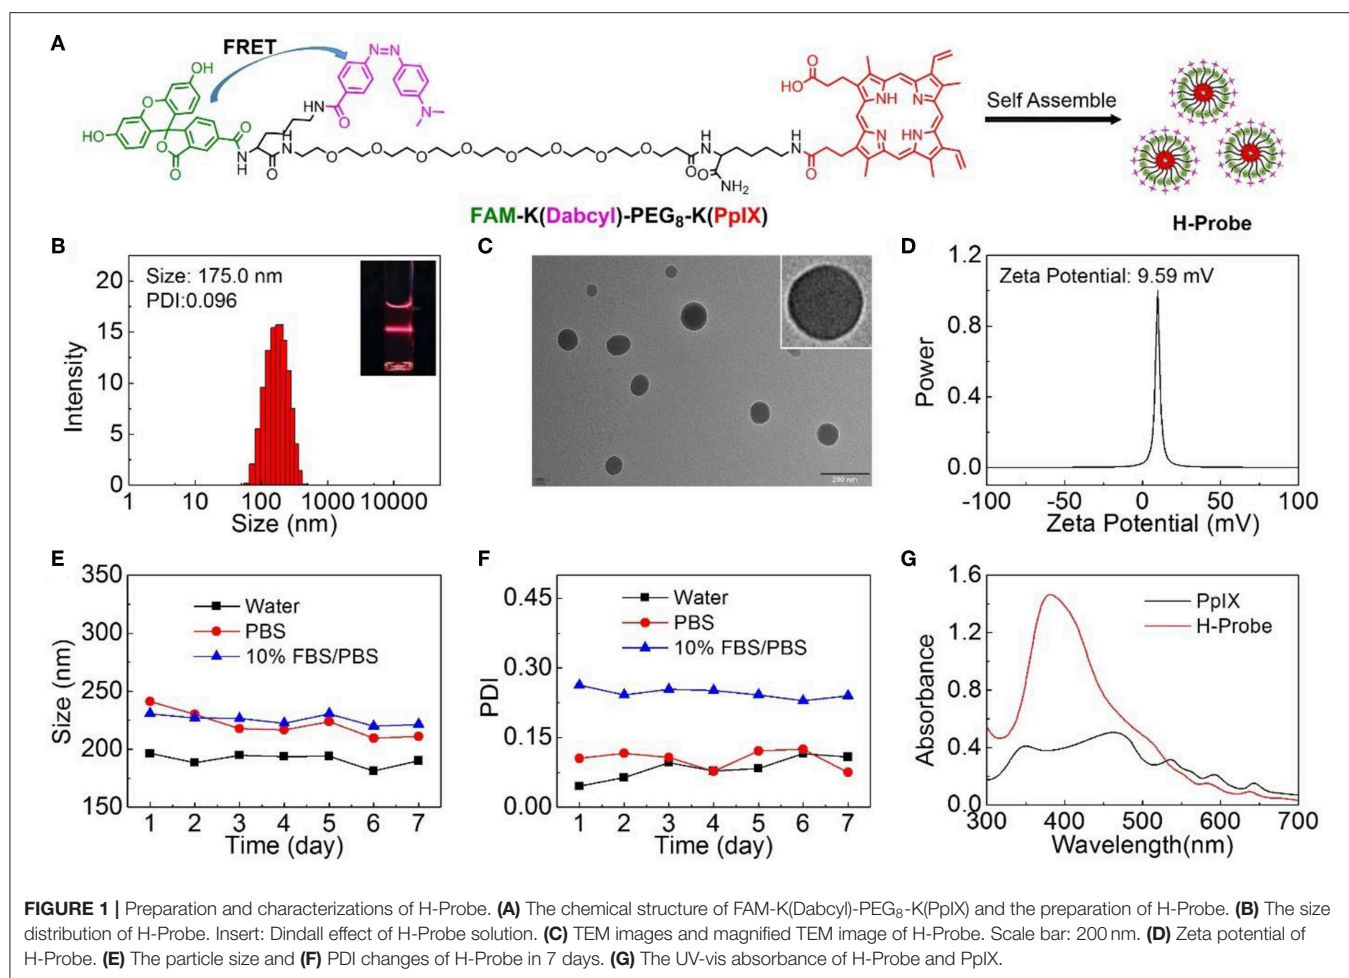 A
FRET
OH
HO
O
O
O
O
N
H
O
H
N
O
NH
N=N
N
O
O
O
O
O
O
O
O
O
H
N
O
NH₂
H
N
O
O
HO
NH
N
N
HN
Self Assemble
FAM-K(Dabcyl)-PEG₈-K(PpIX)
H-Probe
B
Size: 175.0 nm
PDI:0.096
20
15
10
5
0
Intensity
1
10
100
1000
10000
Size (nm)
C
200 nm
D
Zeta Potential: 9.59 mV
1.2
0.8
0.4
0.0
Power
-100
-50
0
50
100
Zeta Potential (mV)
E
350
300
250
200
150
Size (nm)
Water
PBS
10% FBS/PBS
1 2 3 4 5 6 7
Time (day)
F
0.45
0.30
0.15
0.00
PDI
Water
PBS
10% FBS/PBS
1 2 3 4 5 6 7
Time (day)
G
1.6
1.2
0.8
0.4
0.0
Absorbance
PpIX
H-Probe
300
400
500
600
700
Wavelength(nm)
FIGURE 1 | Preparation and characterizations of H-Probe. (A) The chemical structure of FAM-K(Dabcyl)-PEG₈-K(PpIX) and the preparation of H-Probe. (B) The size
distribution of H-Probe. Insert: Dindall effect of H-Probe solution. (C) TEM images and magnified TEM image of H-Probe. Scale bar: 200 nm. (D) Zeta potential of
H-Probe. (E) The particle size and (F) PDI changes of H-Probe in 7 days. (G) The UV-vis absorbance of H-Probe and PpIX.